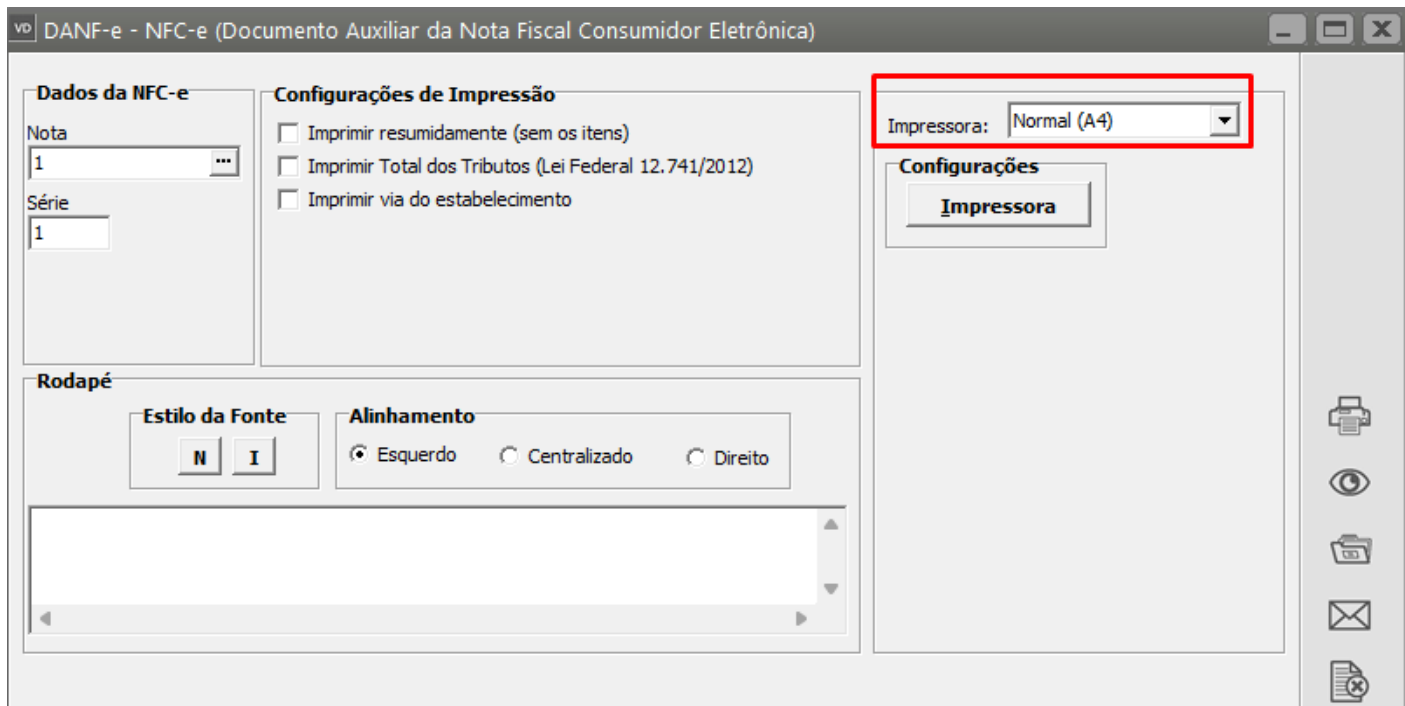 VD DANF-e - NFC-e (Documento Auxiliar da Nota Fiscal Consumidor Eletrônica)
Dados da NFC-e
Nota
1
...
Série
1
Configurações de Impressão
Imprimir resumidamente (sem os itens)
Imprimir Total dos Tributos (Lei Federal 12.741/2012)
Imprimir via do estabelecimento
Impressora: Normal (A4)
Configurações
Impressora
Rodapé
Estilo da Fonte
N I
Alinhamento
Esquerdo Centralizado Direito